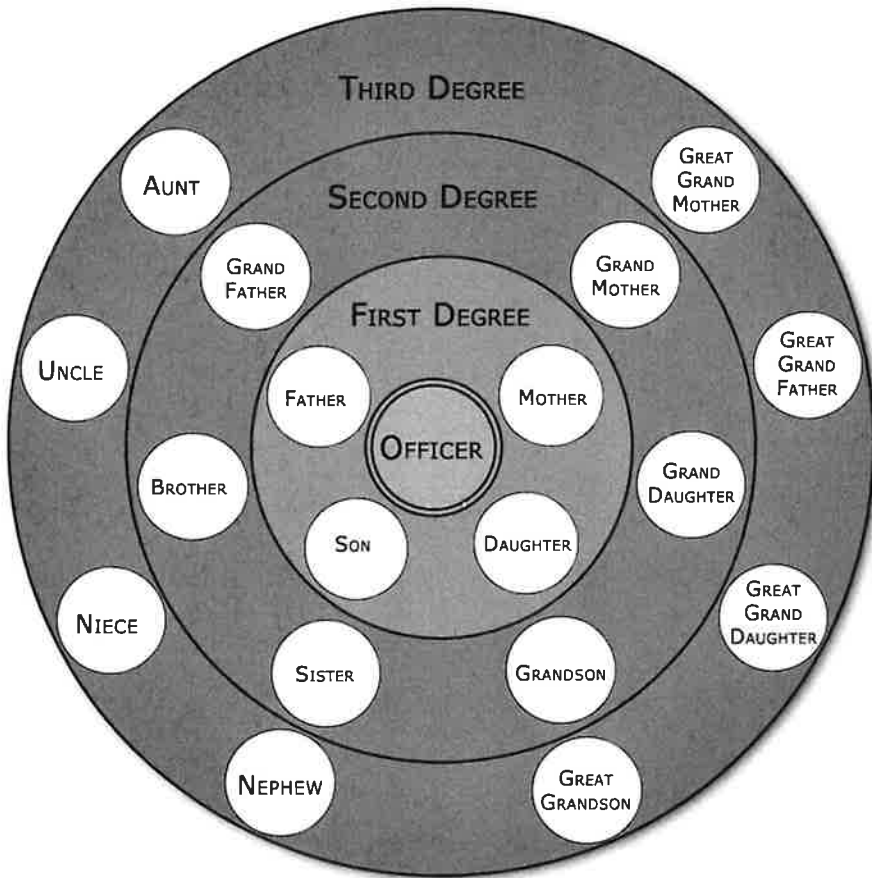 THIRD DEGREE
AUNT
GREAT
GRAND
MOTHER
SECOND DEGREE
GRAND
FATHER
GRAND
MOTHER
FIRST DEGREE
UNCLE
GREAT
GRAND
FATHER
FATHER
MOTHER
OFFICER
BROTHER
GRAND
DAUGHTER
SON
DAUGHTER
NIECE
GREAT
GRAND
DAUGHTER
SISTER
GRANDSON
NEPHEW
GREAT
GRANDSON